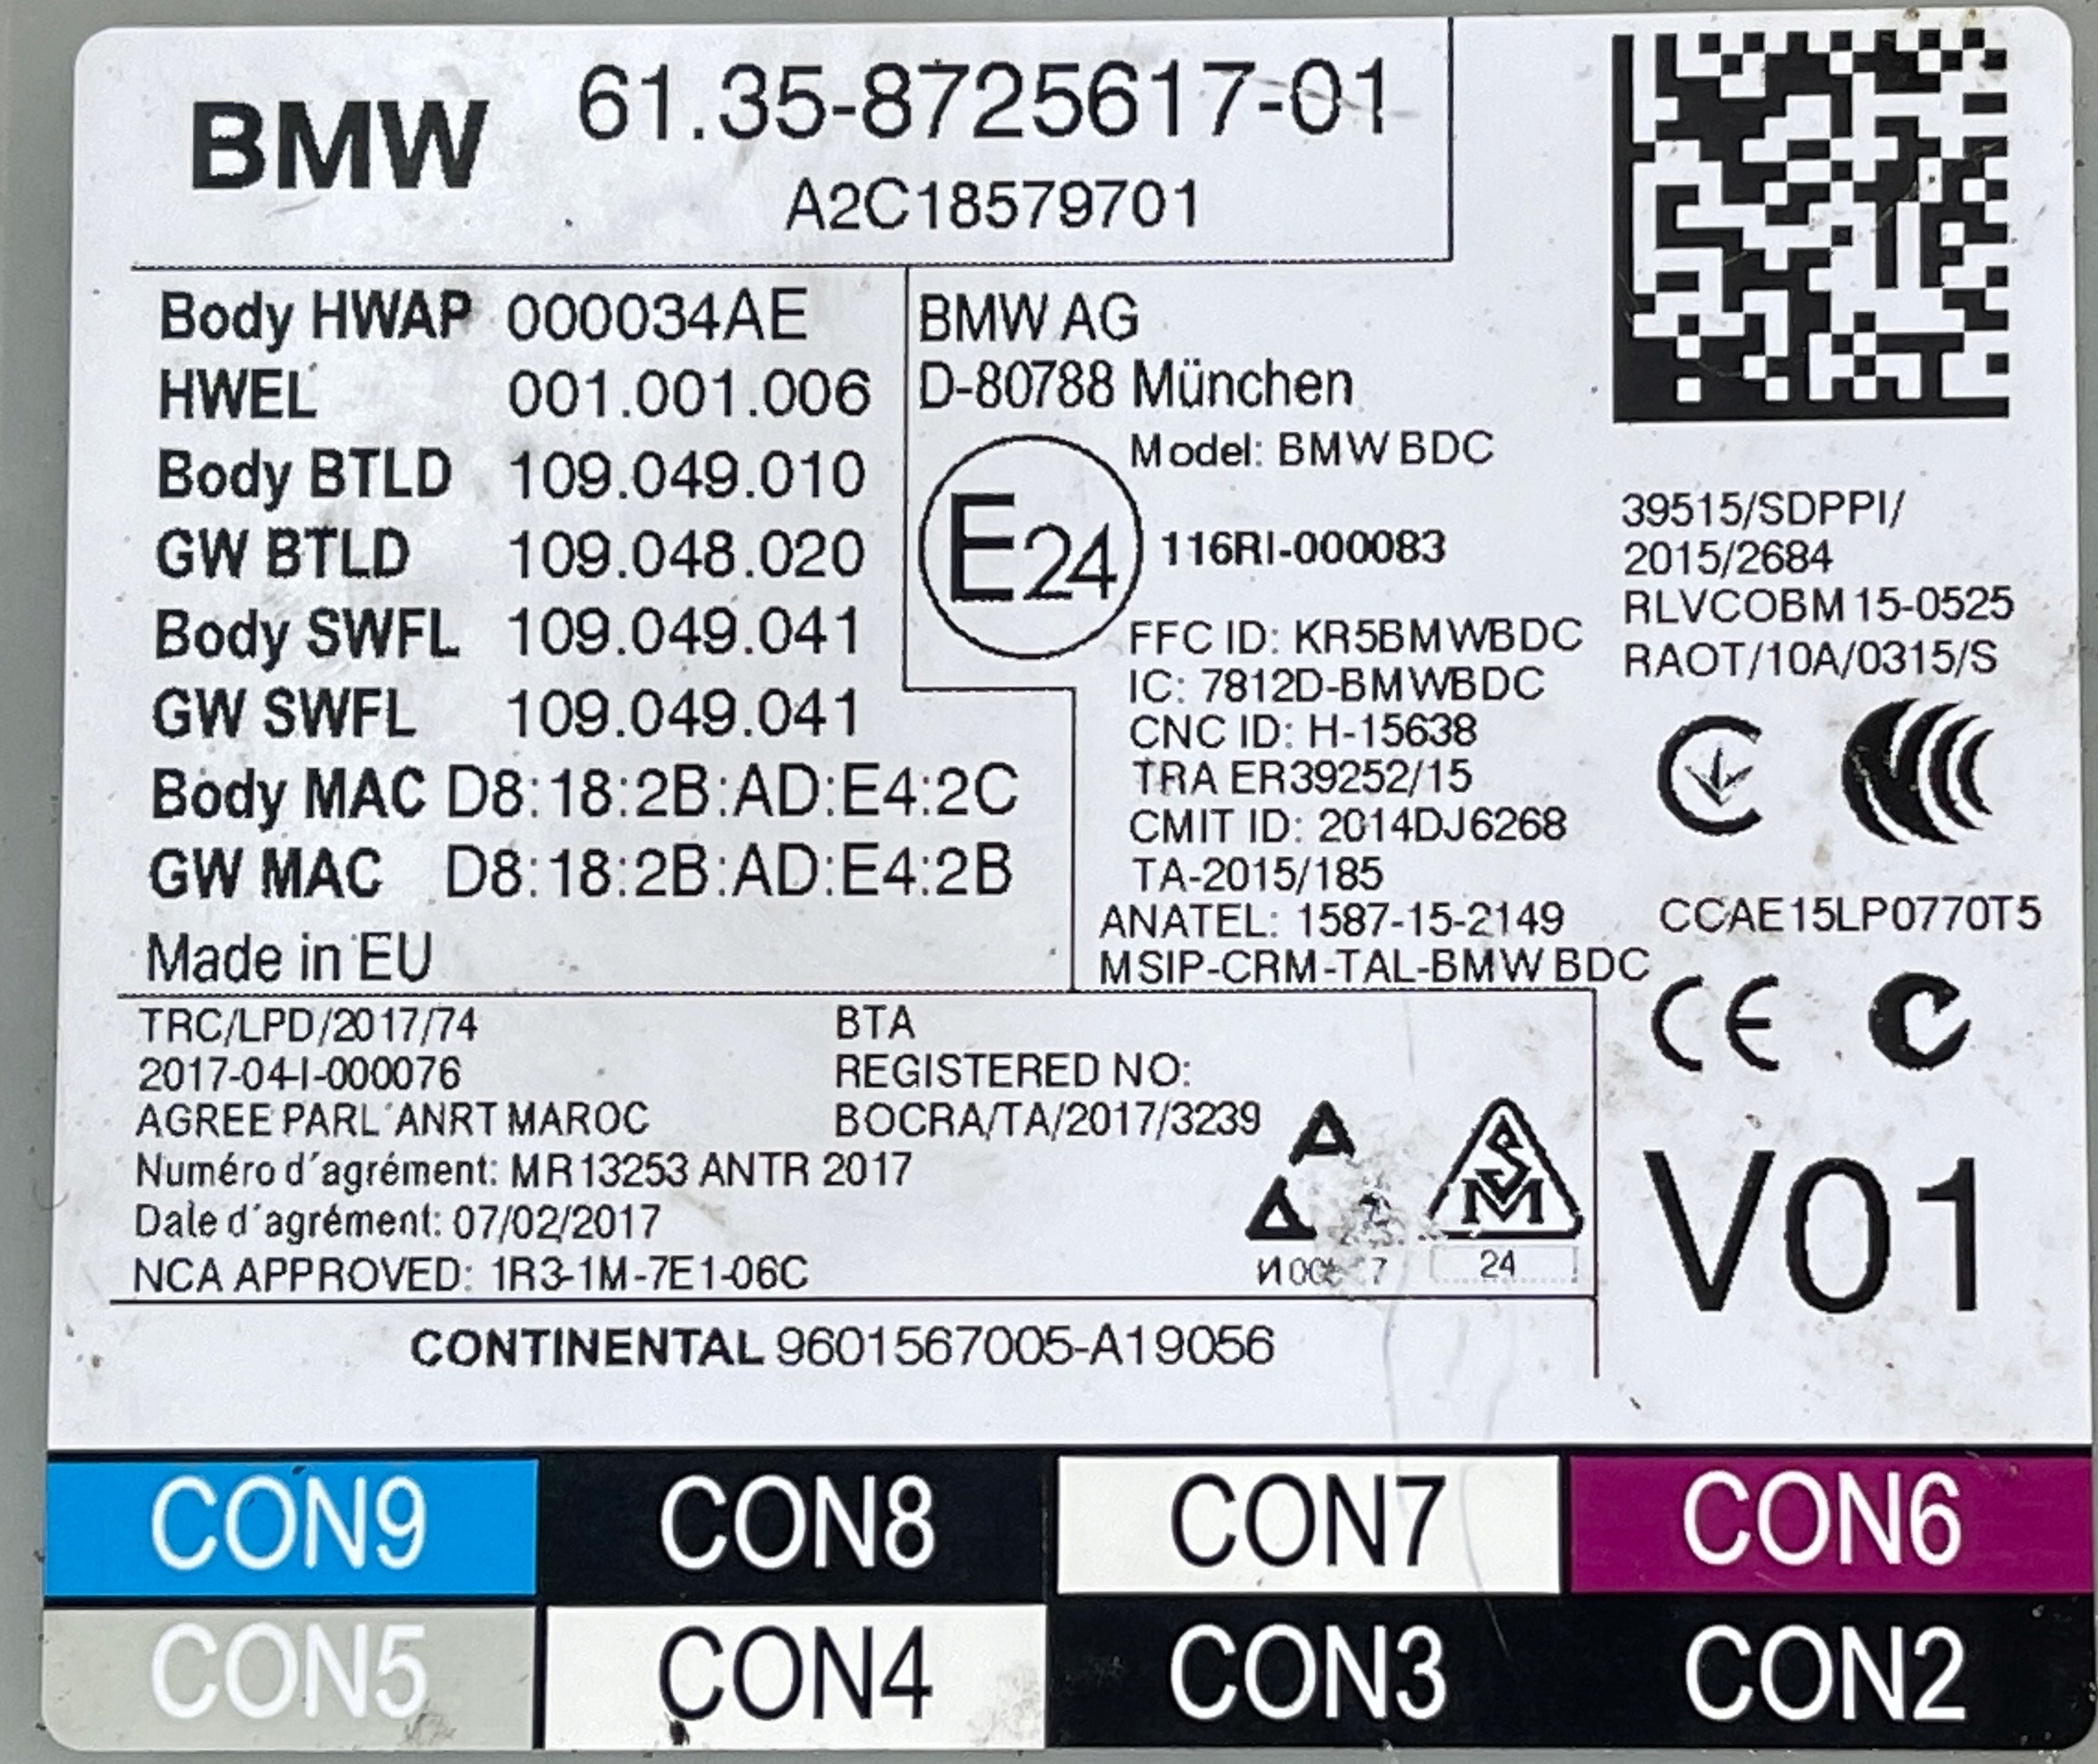 BMW 61.35-8725617-01
A2C18579701
Body HWAP 000034AE
HWEL 001.001.006
Body BTLD 109.049.010
GW BTLD 109.048.020
Body SWFL 109.049.041
GW SWFL 109.049.041
Body MAC D8:18:2B:AD:E4:2C
GW MAC D8:18:2B:AD:E4:2B
Made in EU
BMW AG
D-80788 München
Model: BMW BDC
E24
116RI-000083
FFC ID: KR5BMWBDC
IC: 7812D-BMWBDC
CNC ID: H-15638
TRA ER39252/15
CMIT ID: 2014DJ6268
TA-2015/185
ANATEL: 1587-15-2149
MSIP-CRM-TAL-BMW BDC
39515/SDPPI/
2015/2684
RLVCOBM15-0525
RAOT/10A/0315/S
CCAE15LP0770T5
CE
V01
TRC/LPD/2017/74
2017-04-I-000076
AGREE PARL´ANRT MAROC
Numéro d´agrément: MR13253 ANTR 2017
Dale d´agrément: 07/02/2017
NCA APPROVED: 1R3-1M-7E1-06C
BTA
REGISTERED NO:
BOCRA/TA/2017/3239
SM
24
CONTINENTAL 9601567005-A19056
CON9 CON8 CON7 CON6
CON5 CON4 CON3 CON2